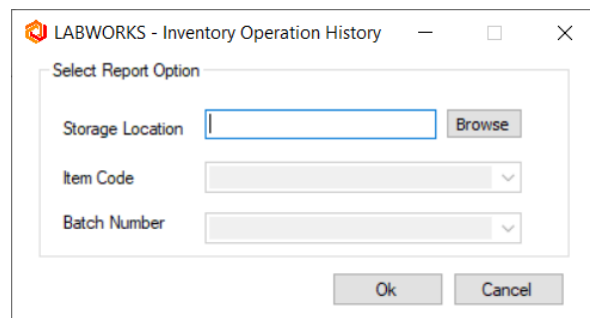 LABWORKS - Inventory Operation History
Select Report Option
Storage Location
Browse
Item Code
Batch Number
Ok
Cancel